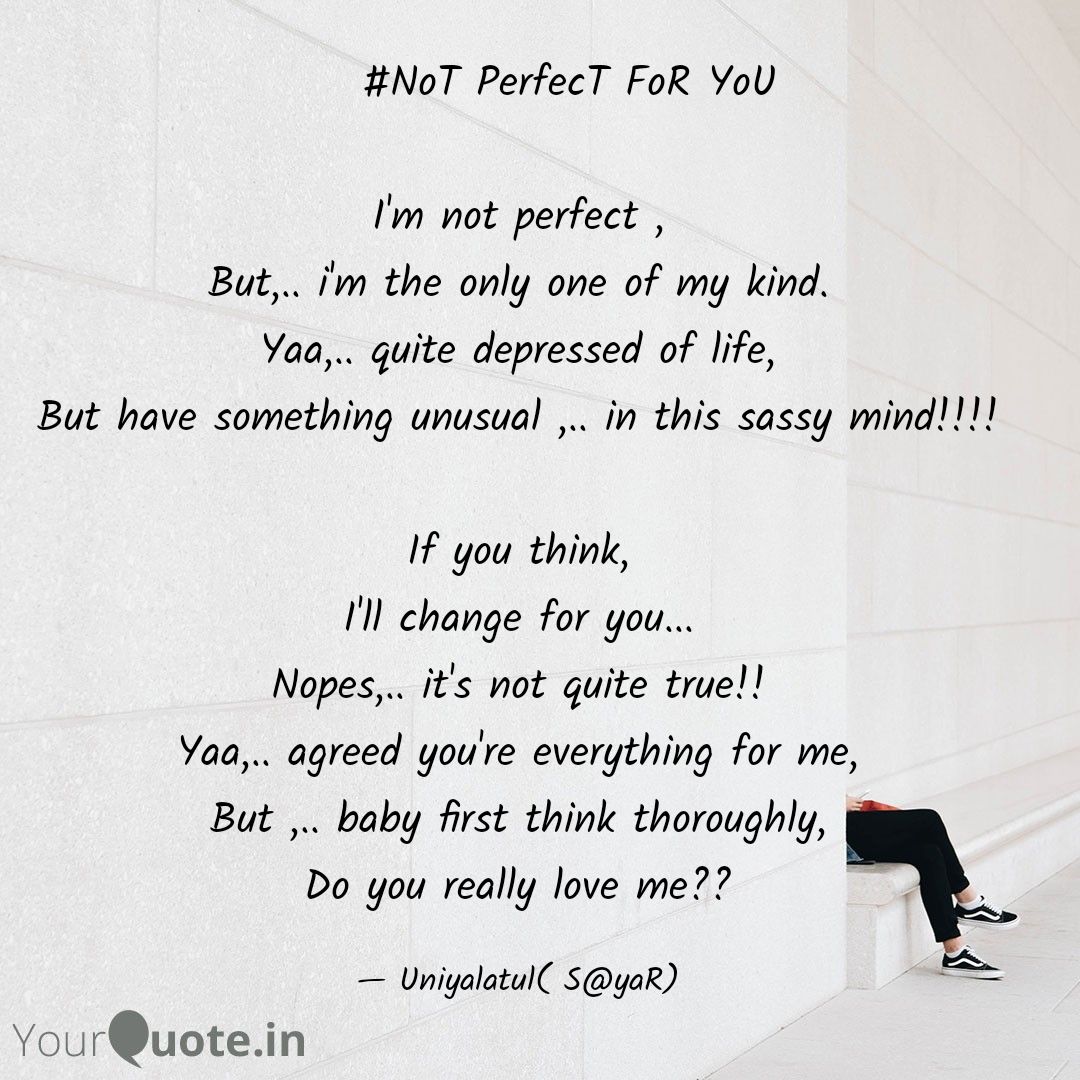 #NoT PerfecT FoR YoU
I'm not perfect ,
But,.. i'm the only one of my kind.
Yaa,.. quite depressed of life,
But have something unusual ,.. in this sassy mind!!!!
If you think,
I'll change for you...
Nopes,.. it's not quite true!!
Yaa,.. agreed you're everything for me,
But ,.. baby first think thoroughly,
Do you really love me??
— Uniyalatul( S@yaR)
YourQuote.in